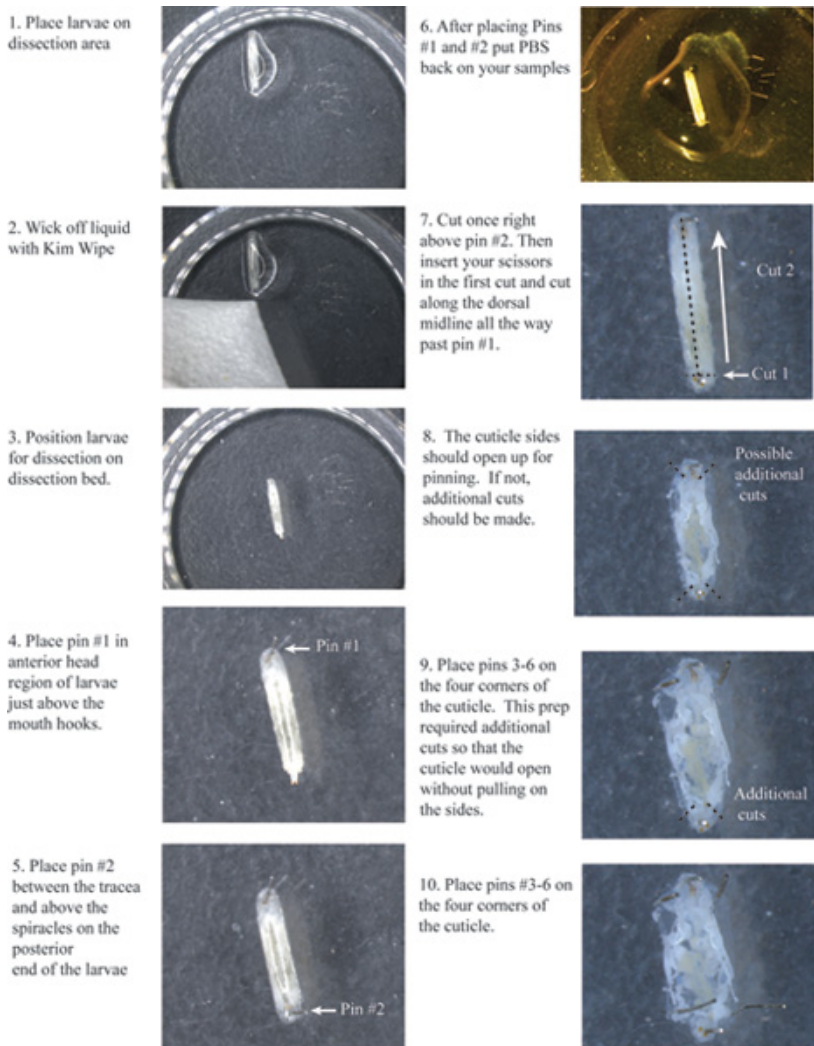 1. Place larvae on
dissection area
2. Wick off liquid
with Kim Wipe
3. Position larvae
for dissection on
dissection bed.
4. Place pin #1 in
anterior head
region of larvae
just above the
mouth hooks.
Pin #1
5. Place pin #2
between the tracea
and above the
spiracles on the
posterior
end of the larvae
Pin #2
6. After placing Pins
#1 and #2 put PBS
back on your samples
7. Cut once right
above pin #2. Then
insert your scissors
in the first cut and cut
along the dorsal
midline all the way
past pin #1.
Cut 2
Cut 1
8. The cuticle sides
should open up for
pinning. If not,
additional cuts
should be made.
Possible
additional
cuts
9. Place pins 3-6 on
the four corners of
the cuticle. This prep
required additional
cuts so that the
cuticle would open
without pulling on
the sides.
Additional
cuts
10. Place pins #3-6 on
the four corners of
the cuticle.